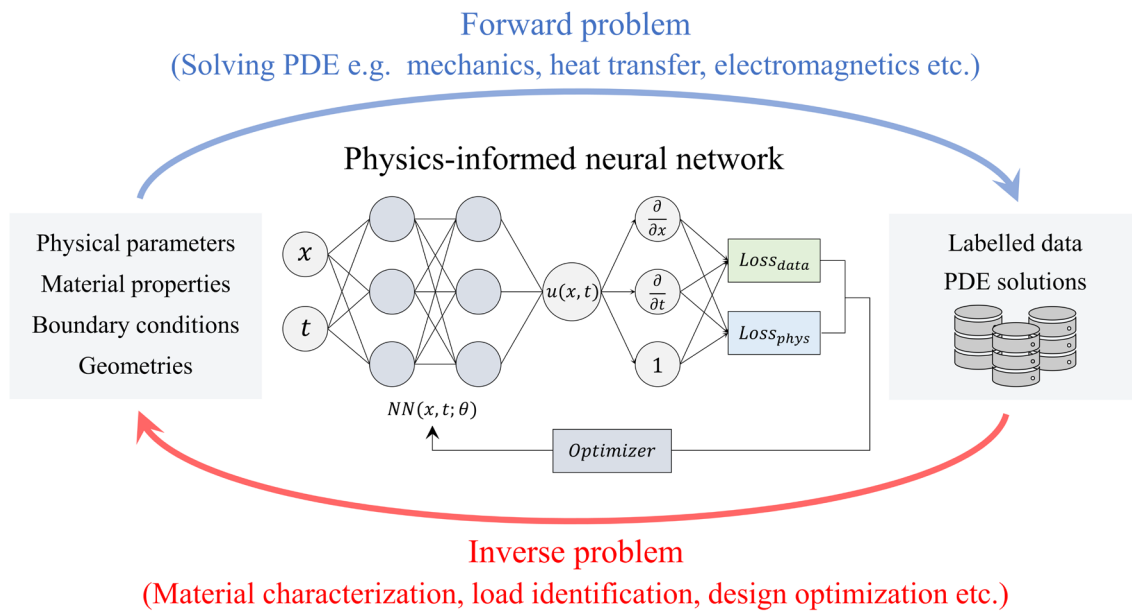 Forward problem
(Solving PDE e.g. mechanics, heat transfer, electromagnetics etc.)
Physics-informed neural network
Physical parameters
Material properties
Boundary conditions
Geometries
x
t
NN(x, t; θ)
u(x, t)
∂/∂x
∂/∂t
1
Loss_data
Loss_phys
Optimizer
Labelled data
PDE solutions
Inverse problem
(Material characterization, load identification, design optimization etc.)